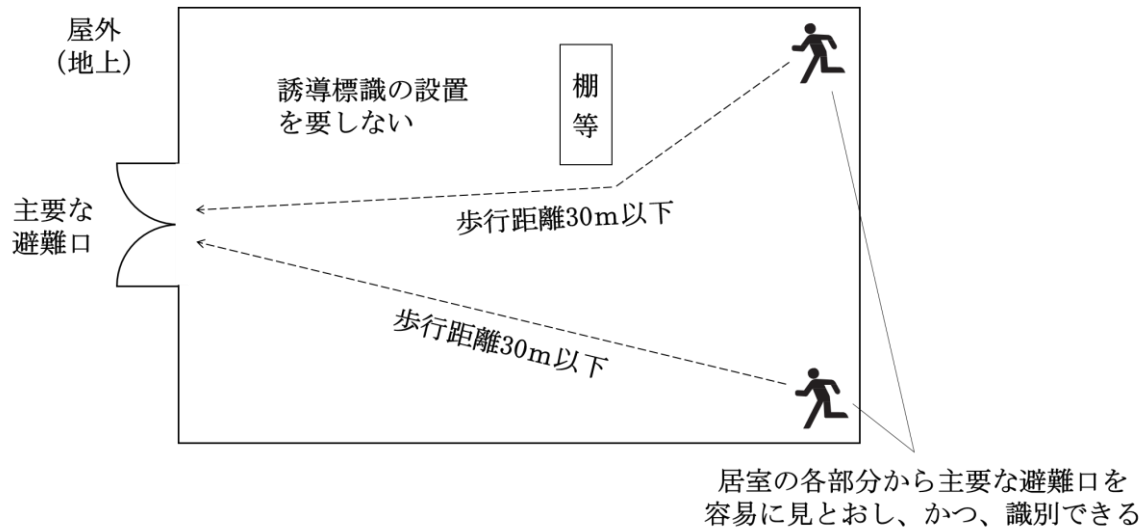 屋外
（地上）
誘導標識の設置
を要しない
棚等
主要な
避難口
歩行距離30ｍ以下
歩行距離30ｍ以下
居室の各部分から主要な避難口を
容易に見とおし、かつ、識別できる